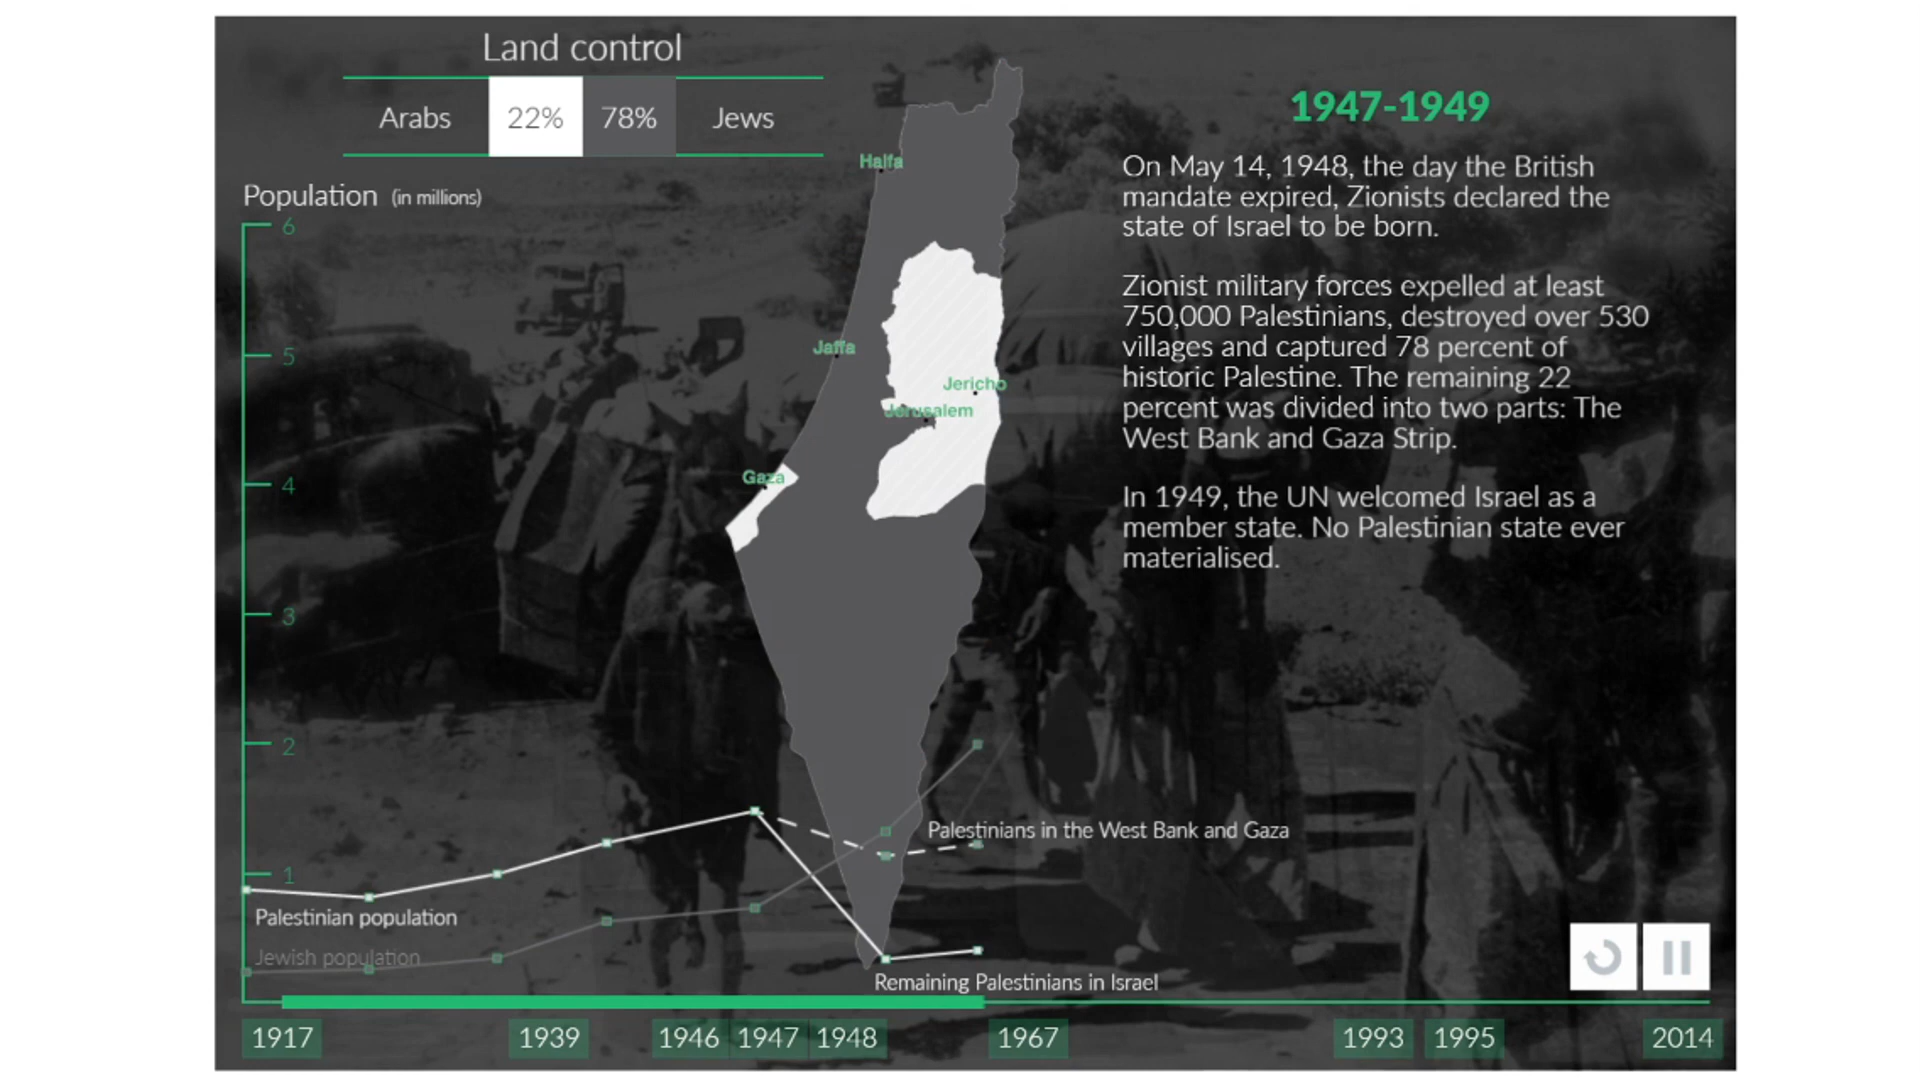 Land control
Arabs 22% 78% Jews
Population (in millions)
6
5
4
3
2
1
Haifa
Jaffa
Jericho
Jerusalem
Gaza
1947-1949
On May 14, 1948, the day the British
mandate expired, Zionists declared the
state of Israel to be born.
Zionist military forces expelled at least
750,000 Palestinians, destroyed over 530
villages and captured 78 percent of
historic Palestine. The remaining 22
percent was divided into two parts: The
West Bank and Gaza Strip.
In 1949, the UN welcomed Israel as a
member state. No Palestinian state ever
materialised.
Palestinians in the West Bank and Gaza
Palestinian population
Jewish population
Remaining Palestinians in Israel
1917 1939 1946 1947 1948 1967 1993 1995 2014